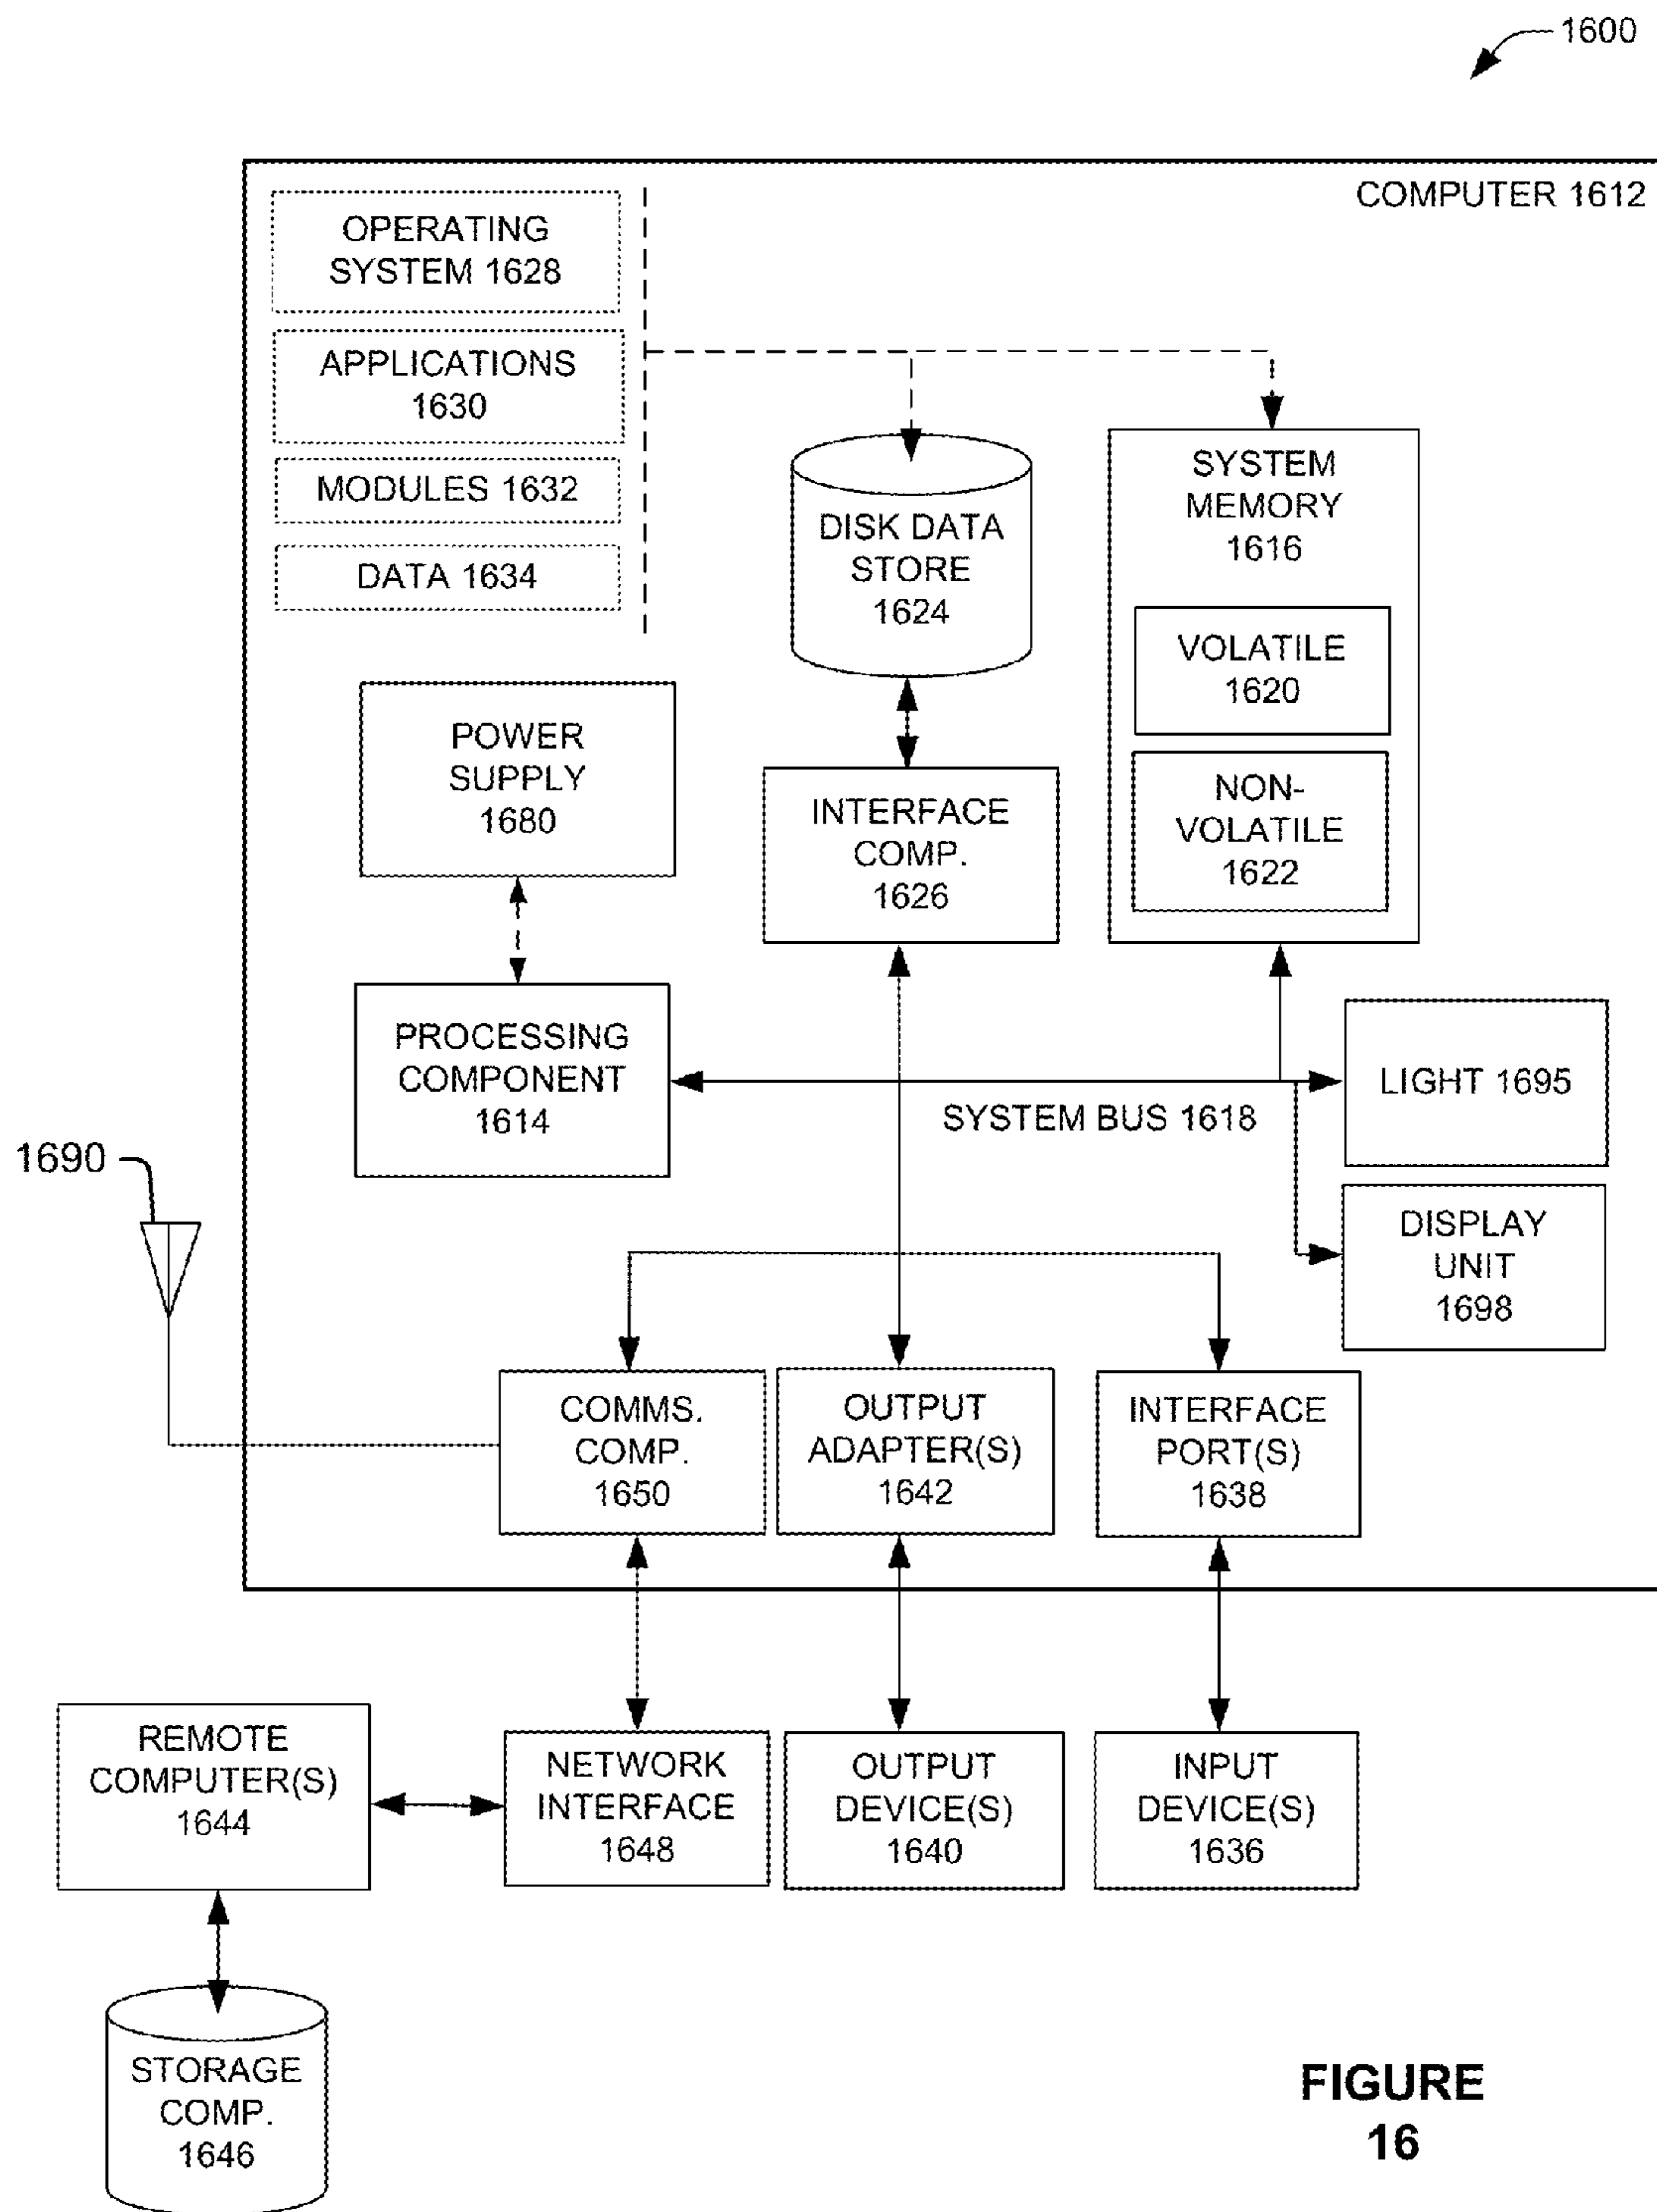 1600
COMPUTER 1612
OPERATING
SYSTEM 1628
APPLICATIONS
1630
MODULES 1632
DATA 1634
DISK DATA
STORE
1624
SYSTEM
MEMORY
1616
VOLATILE
1620
NON-
VOLATILE
1622
POWER
SUPPLY
1680
INTERFACE
COMP.
1626
PROCESSING
COMPONENT
1614
SYSTEM BUS 1618
LIGHT 1695
DISPLAY
UNIT
1698
1690
COMMS.
COMP.
1650
OUTPUT
ADAPTER(S)
1642
INTERFACE
PORT(S)
1638
REMOTE
COMPUTER(S)
1644
NETWORK
INTERFACE
1648
OUTPUT
DEVICE(S)
1640
INPUT
DEVICE(S)
1636
STORAGE
COMP.
1646
FIGURE
16